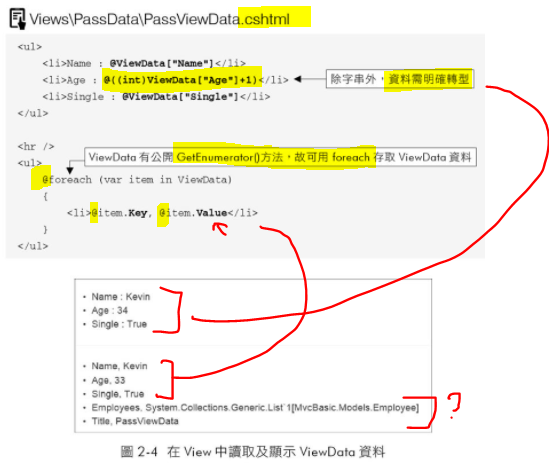 Views\PassData\PassViewData.cshtml
<ul>
<li>Name : @ViewData["Name"]</li>
<li>Age : @((int)ViewData["Age"]+1)</li>
除字串外，資料需明確轉型
<li>Single : @ViewData["Single"]</li>
</ul>
<hr />
<ul>
ViewData 有公開 GetEnumerator()方法，故可用 foreach 存取 ViewData 資料
@foreach (var item in ViewData)
{
<li>@item.Key, @item.Value</li>
}
</ul>
• Name : Kevin
• Age : 34
• Single : True
• Name, Kevin
• Age, 33
• Single, True
• Employees, System.Collections.Generic.List`1[MvcBasic.Models.Employee]
• Title, PassViewData
?
圖 2-4 在 View 中讀取及顯示 ViewData 資料